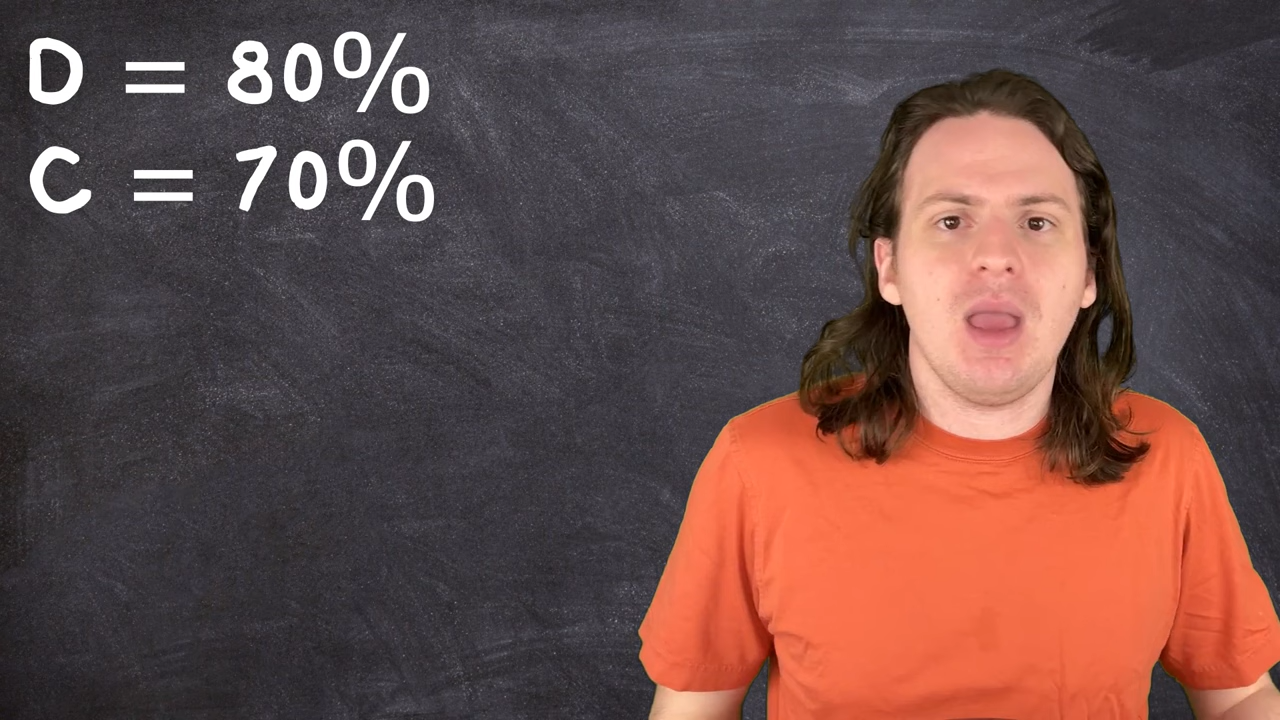 D = 80%
C = 70%